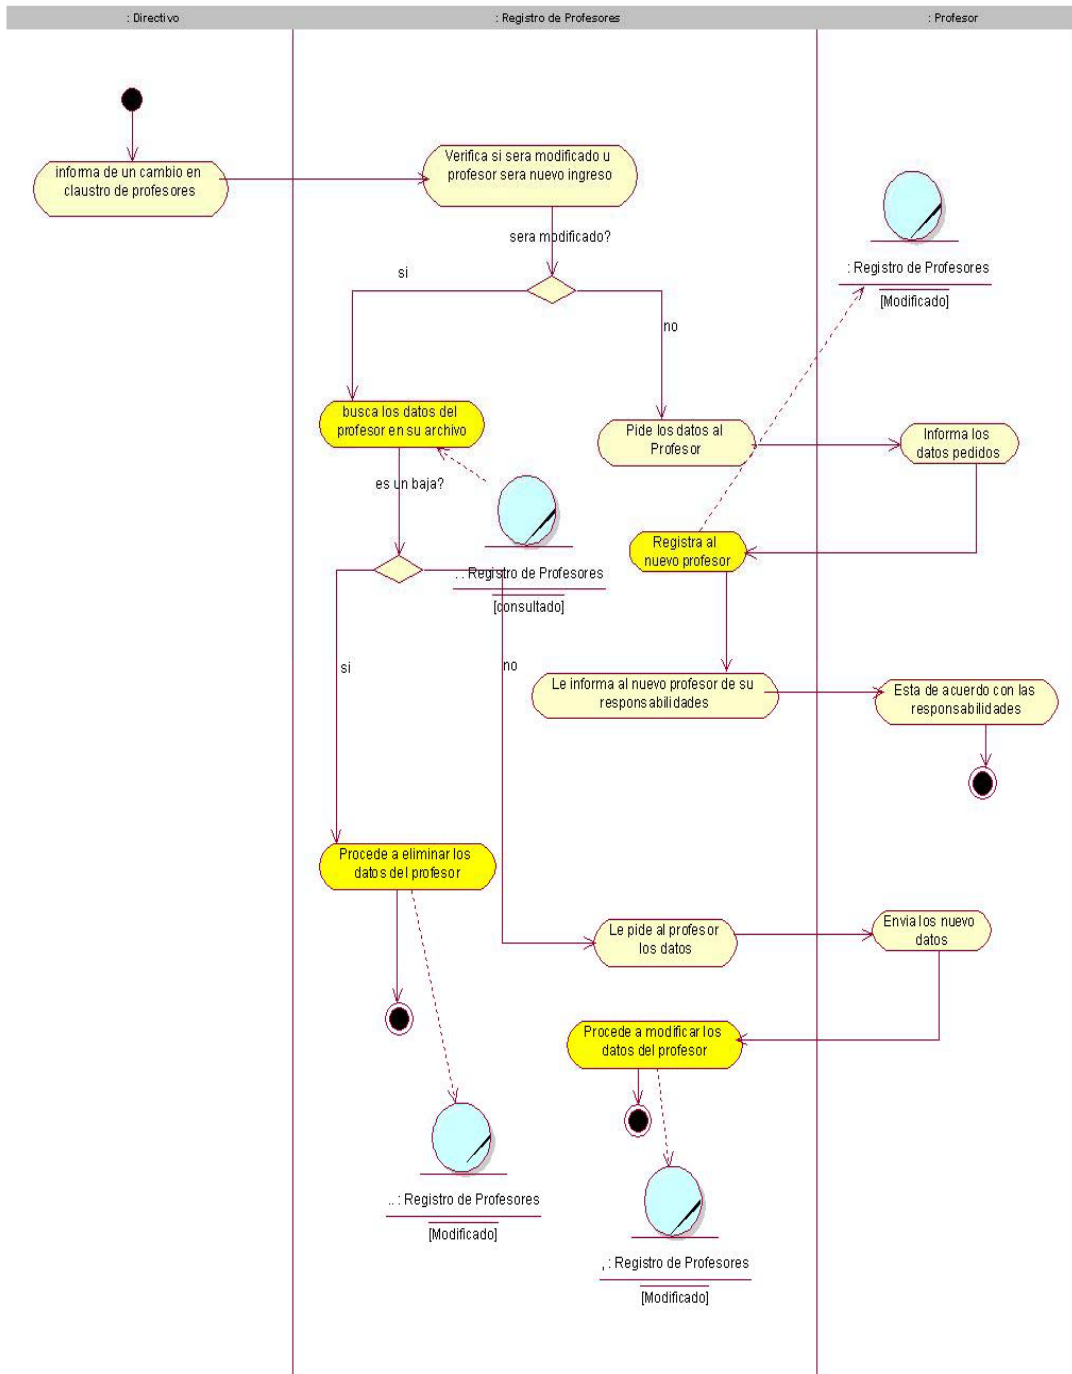 : Directivo
: Registro de Profesores
: Profesor
informa de un cambio en
claustro de profesores
Verifica si sera modificado u
profesor sera nuevo ingreso
sera modificado?
si
no
: Registro de Profesores
[Modificado]
busca los datos del
profesor en su archivo
Pide los datos al
Profesor
Informa los
datos pedidos
es un baja?
Registra al
nuevo profesor
. : Registro de Profesores
[consultado]
si
no
Le informa al nuevo profesor de su
responsabilidades
Esta de acuerdo con las
responsabilidades
Procede a eliminar los
datos del profesor
Le pide al profesor
los datos
Envia los nuevo
datos
Procede a modificar los
datos del profesor
.. : Registro de Profesores
[Modificado]
, : Registro de Profesores
[Modificado]